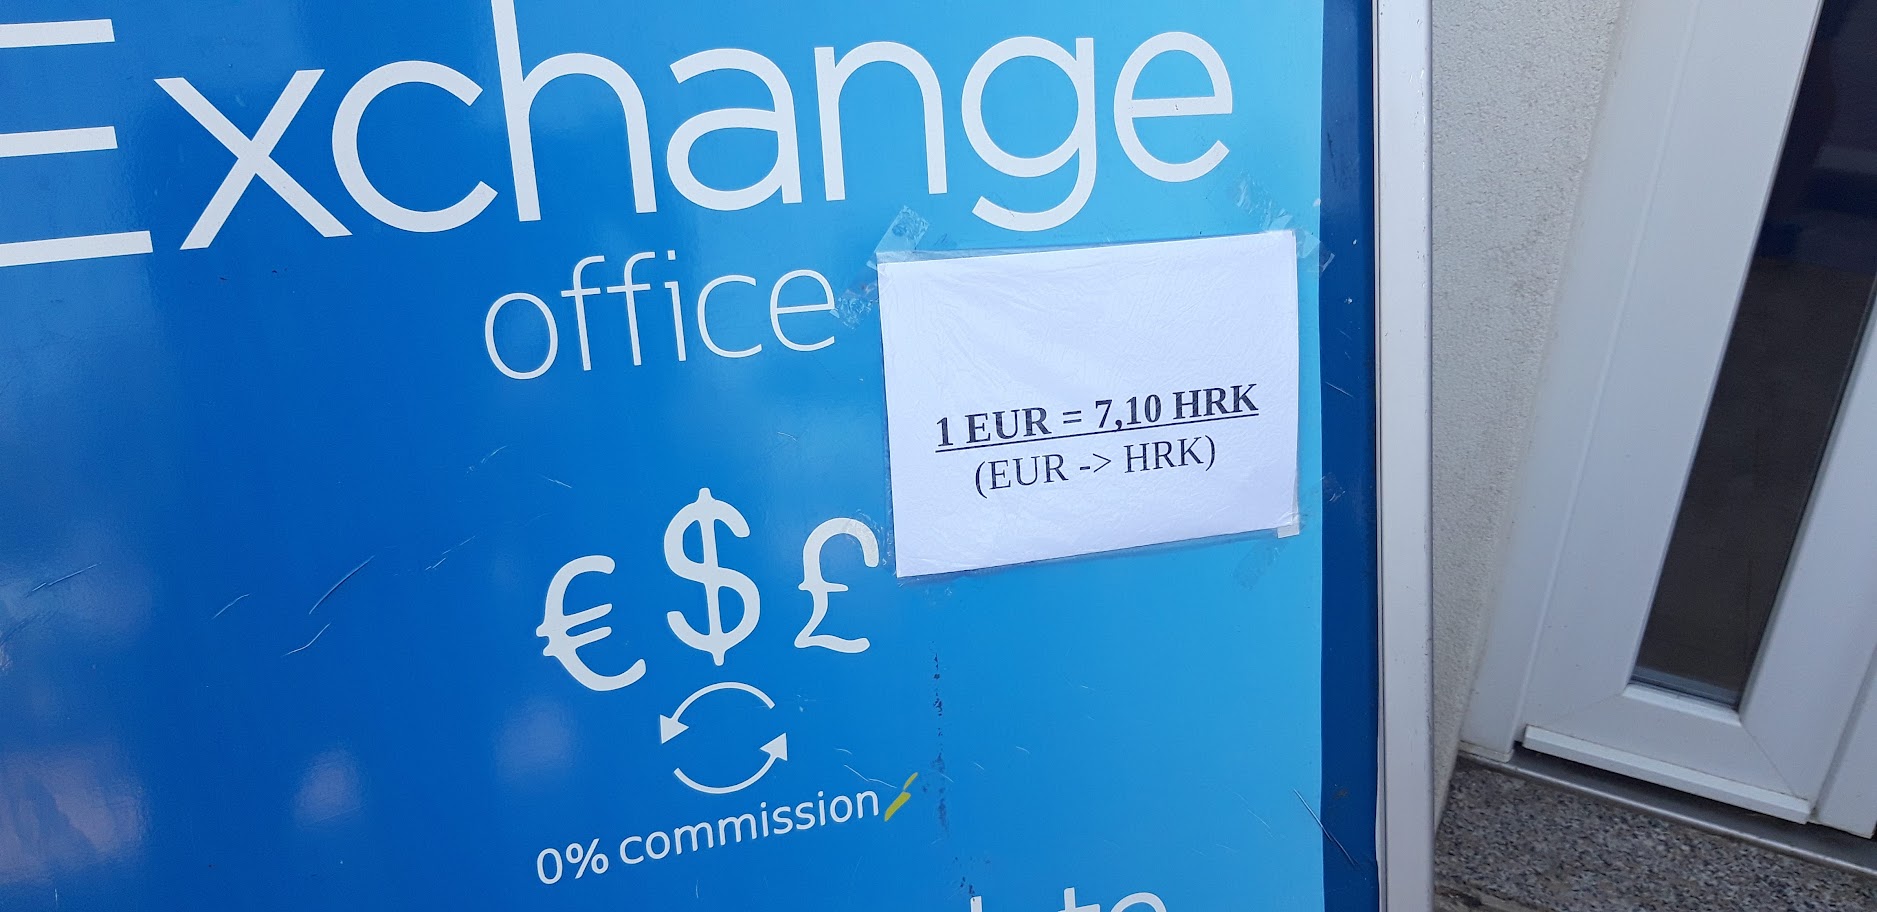 Exchange
office
1 EUR = 7,10 HRK
(EUR -> HRK)
€ $ £
0% commission